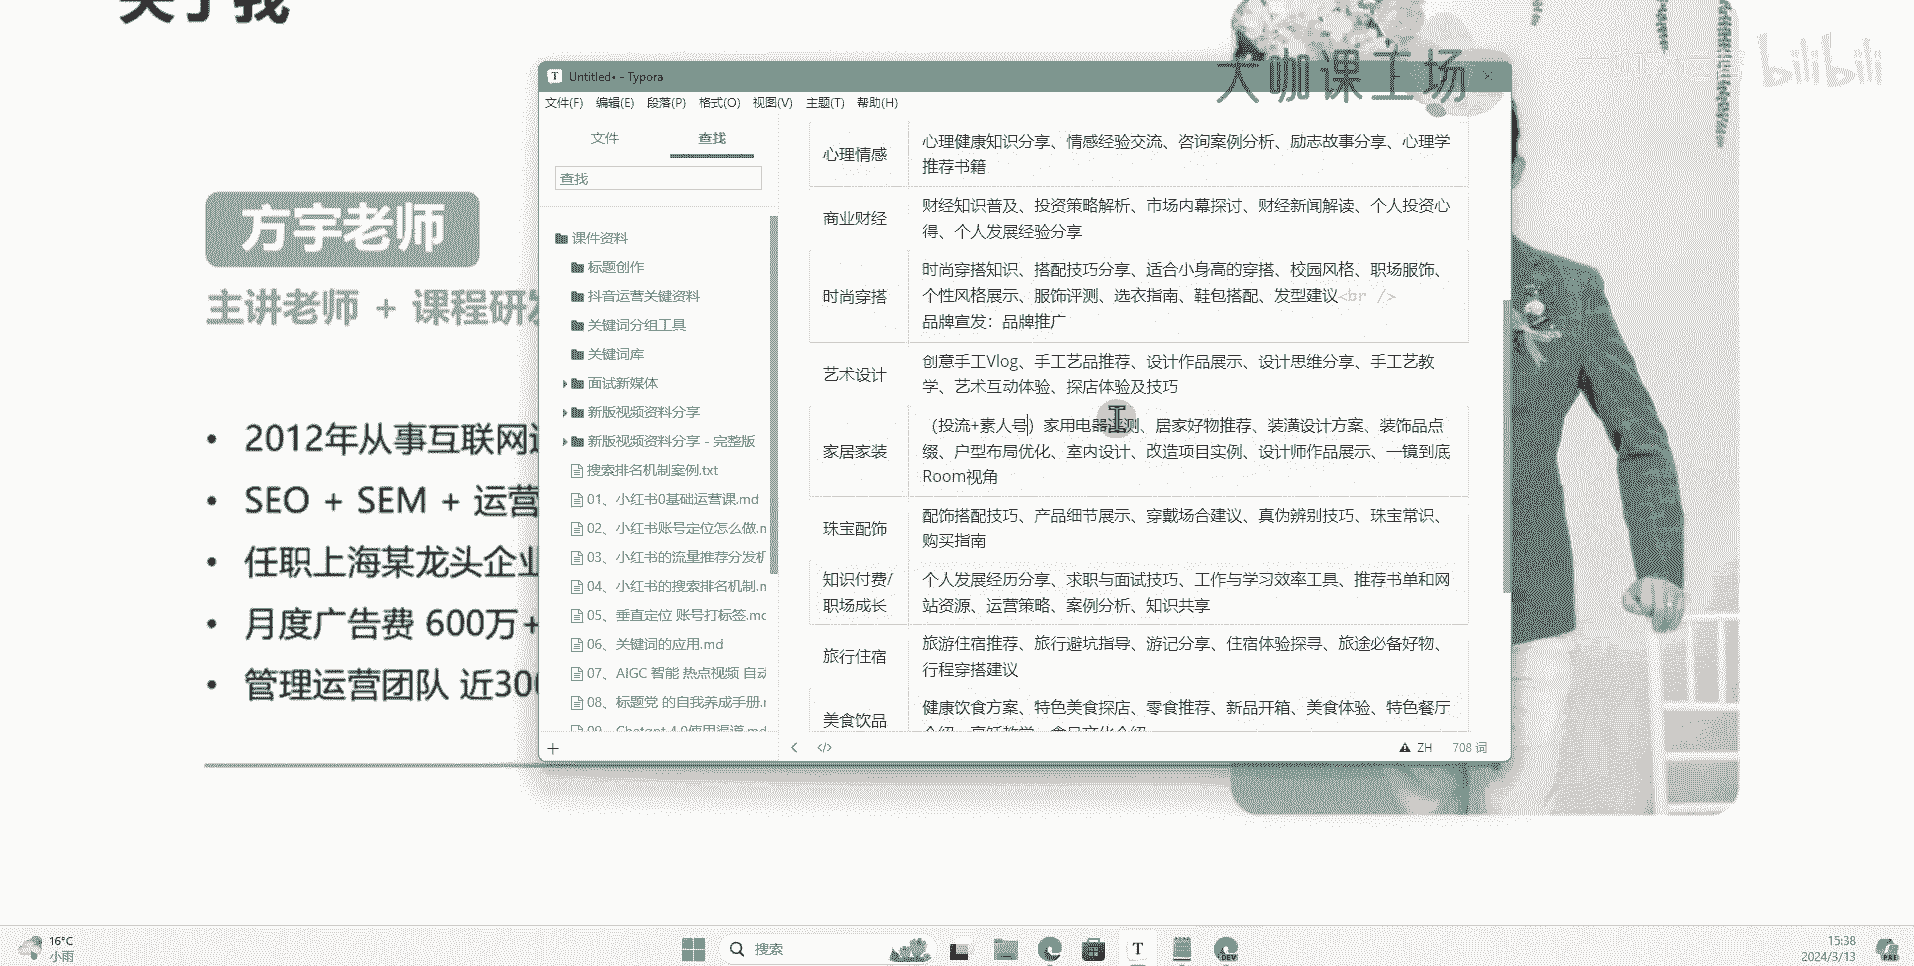 关于我
大咖课工场
bilibili
方宇老师
主讲老师 + 课程研发
2012年从事互联网
SEO + SEM + 运营
任职上海某龙头企业
月度广告费 600万+
管理运营团队 近300
Untitled• - Typora
文件(F) 编辑(E) 段落(P) 格式(O) 视图(V) 主题(T) 帮助(H)
文件 查找
查找
课件资料
标题创作
抖音运营关键资料
关键词分组工具
关键词库
面试新媒体
新版视频资料分享
新版视频资料分享 - 完整版
搜索排名机制案例.txt
01、小红书0基础运营课.md
02、小红书账号定位怎么做.m
03、小红书的流量推荐分发机
04、小红书的搜索排名机制.m
05、垂直定位 账号打标签.mc
06、关键词的应用.md
07、AIGC 智能 热点视频 自动
08、标题党 的自我养成手册.r
09、Chatgpt 4.0使用渠道.md
心理情感
心理健康知识分享、情感经验交流、咨询案例分析、励志故事分享、心理学
推荐书籍
商业财经
财经知识普及、投资策略解析、市场内幕探讨、财经新闻解读、个人投资心
得、个人发展经验分享
时尚穿搭
时尚穿搭知识、搭配技巧分享、适合小身高的穿搭、校园风格、职场服饰、
个性风格展示、服饰评测、选衣指南、鞋包搭配、发型建议<br />
品牌宣发：品牌推广
艺术设计
创意手工Vlog、手工艺品推荐、设计作品展示、设计思维分享、手工艺教
学、艺术互动体验、探店体验及技巧
家居家装
（投流+素人号）家用电器评测、居家好物推荐、装潢设计方案、装饰品点
缀、户型布局优化、室内设计、改造项目实例、设计师作品展示、一镜到底
Room视角
珠宝配饰
配饰搭配技巧、产品细节展示、穿戴场合建议、真伪辨别技巧、珠宝常识、
购买指南
知识付费/
职场成长
个人发展经历分享、求职与面试技巧、工作与学习效率工具、推荐书单和网
站资源、运营策略、案例分析、知识共享
旅行住宿
旅游住宿推荐、旅行避坑指导、游记分享、住宿体验探寻、旅途必备好物、
行程穿搭建议
美食饮品
健康饮食方案、特色美食探店、零食推荐、新品开箱、美食体验、特色餐厅
介绍、烹饪教学、食品文化介绍
ZH 708 词
16°C
小雨
搜索
15:38
2024/3/13